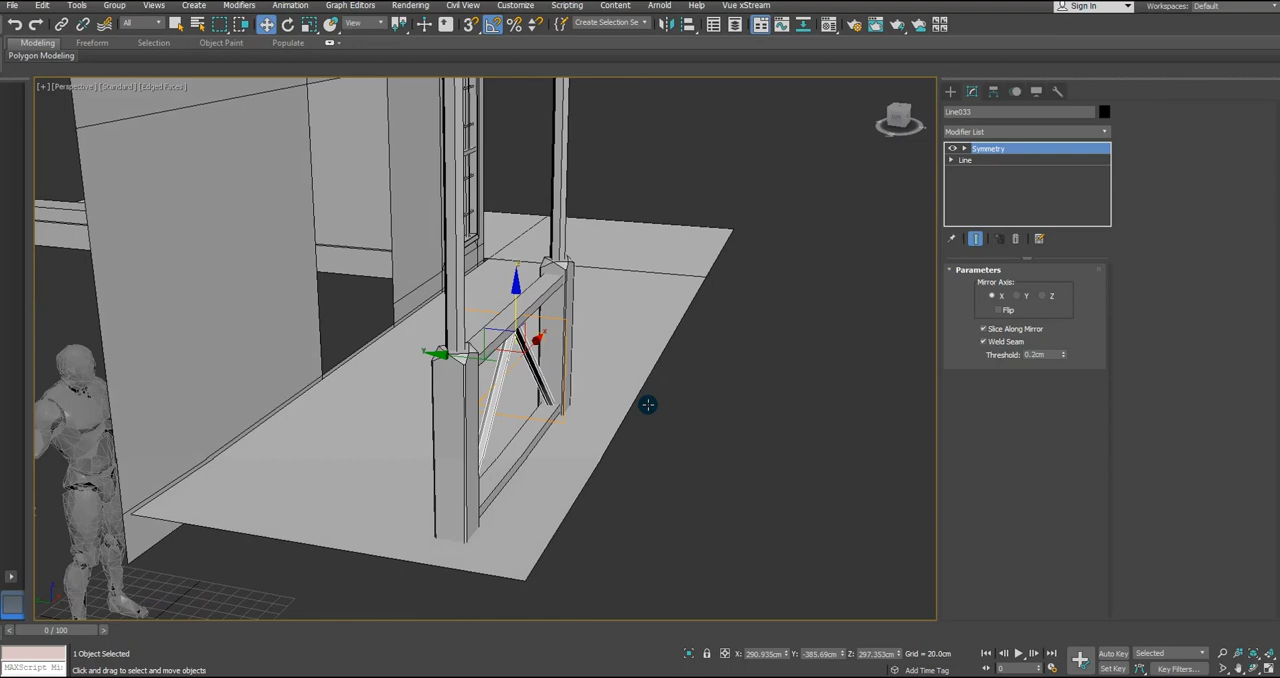 File Edit Tools Group Views Create Modifiers Animation Graph Editors Rendering Civil View Customize Scripting Content Arnold Help Vue xStream
Sign In Workspaces: Default
All View Create Selection Se
Modeling Freeform Selection Object Paint Populate
Polygon Modeling
[+] [Perspective] [Standard] [Edged Faces]
Line033
Modifier List
Symmetry
Line
Parameters
Mirror Axis:
X Y Z
Flip
Slice Along Mirror
Weld Seam
Threshold: 0.2cm
0 / 100
1 Object Selected
X: 290.935cm Y: -385.69cm Z: 297.353cm Grid = 20.0cm
Auto Key Selected
MAXScript Mi
Click and drag to select and move objects
Add Time Tag
0
Set Key Key Filters...